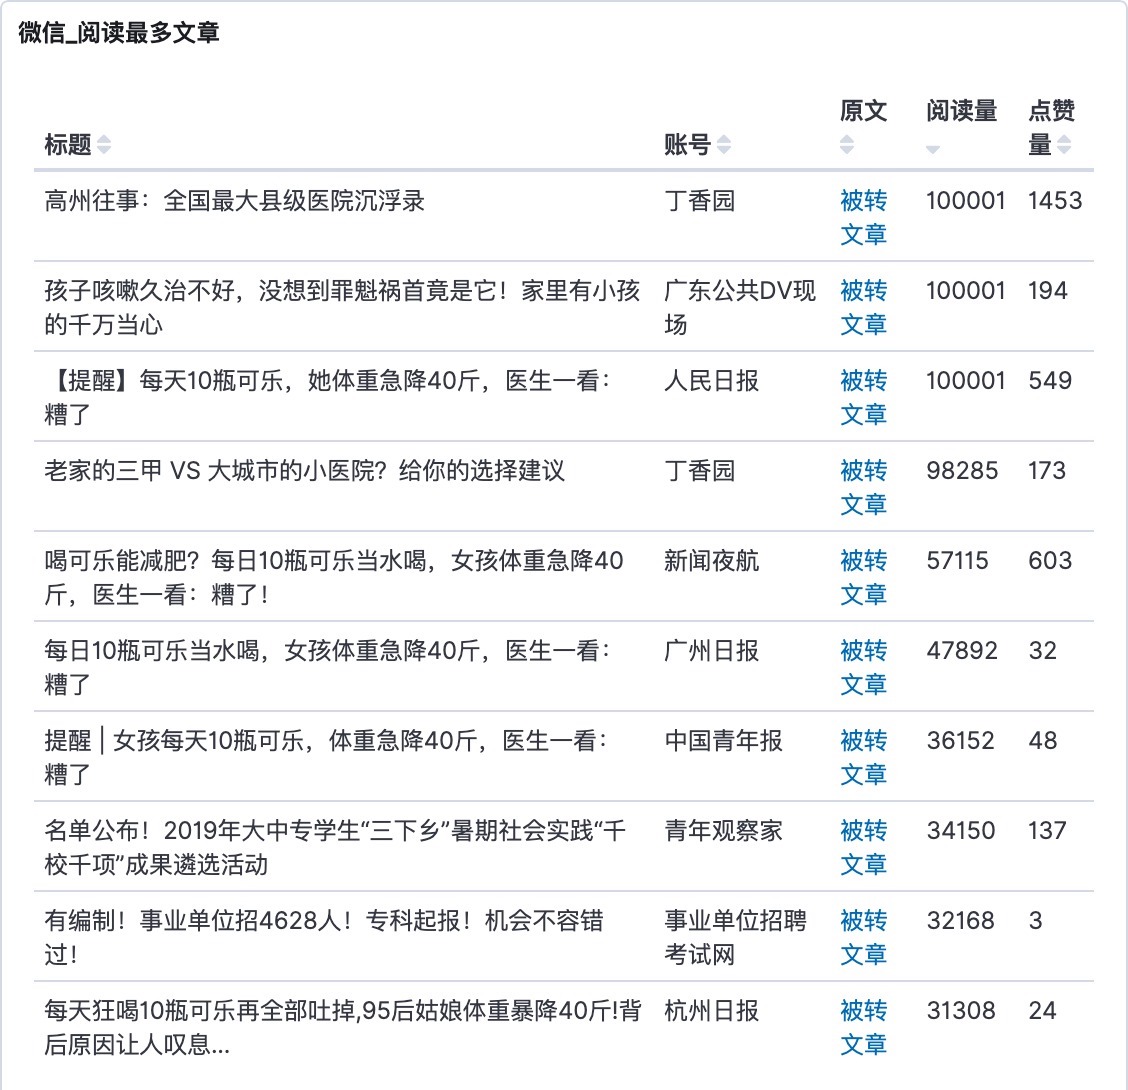 微信_阅读最多文章
标题 账号 原文 阅读量 点赞量
高州往事：全国最大县级医院沉浮录 丁香园 被转 100001 1453
文章
孩子咳嗽久治不好，没想到罪魁祸首竟是它！家里有小孩 广东公共DV现 被转 100001 194
的千万当心 场 文章
【提醒】每天10瓶可乐，她体重急降40斤，医生一看： 人民日报 被转 100001 549
糟了 文章
老家的三甲 VS 大城市的小医院？给你的选择建议 丁香园 被转 98285 173
文章
喝可乐能减肥？每日10瓶可乐当水喝，女孩体重急降40 新闻夜航 被转 57115 603
斤，医生一看：糟了！ 文章
每日10瓶可乐当水喝，女孩体重急降40斤，医生一看： 广州日报 被转 47892 32
糟了 文章
提醒 | 女孩每天10瓶可乐，体重急降40斤，医生一看： 中国青年报 被转 36152 48
糟了 文章
名单公布！2019年大中专学生“三下乡”暑期社会实践“千 青年观察家 被转 34150 137
校千项”成果遴选活动 文章
有编制！事业单位招4628人！专科起报！机会不容错 事业单位招聘 被转 32168 3
过！ 考试网 文章
每天狂喝10瓶可乐再全部吐掉,95后姑娘体重暴降40斤!背 杭州日报 被转 31308 24
后原因让人叹息... 文章